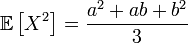 𝔼[X²] = (a² + ab + b²)/3